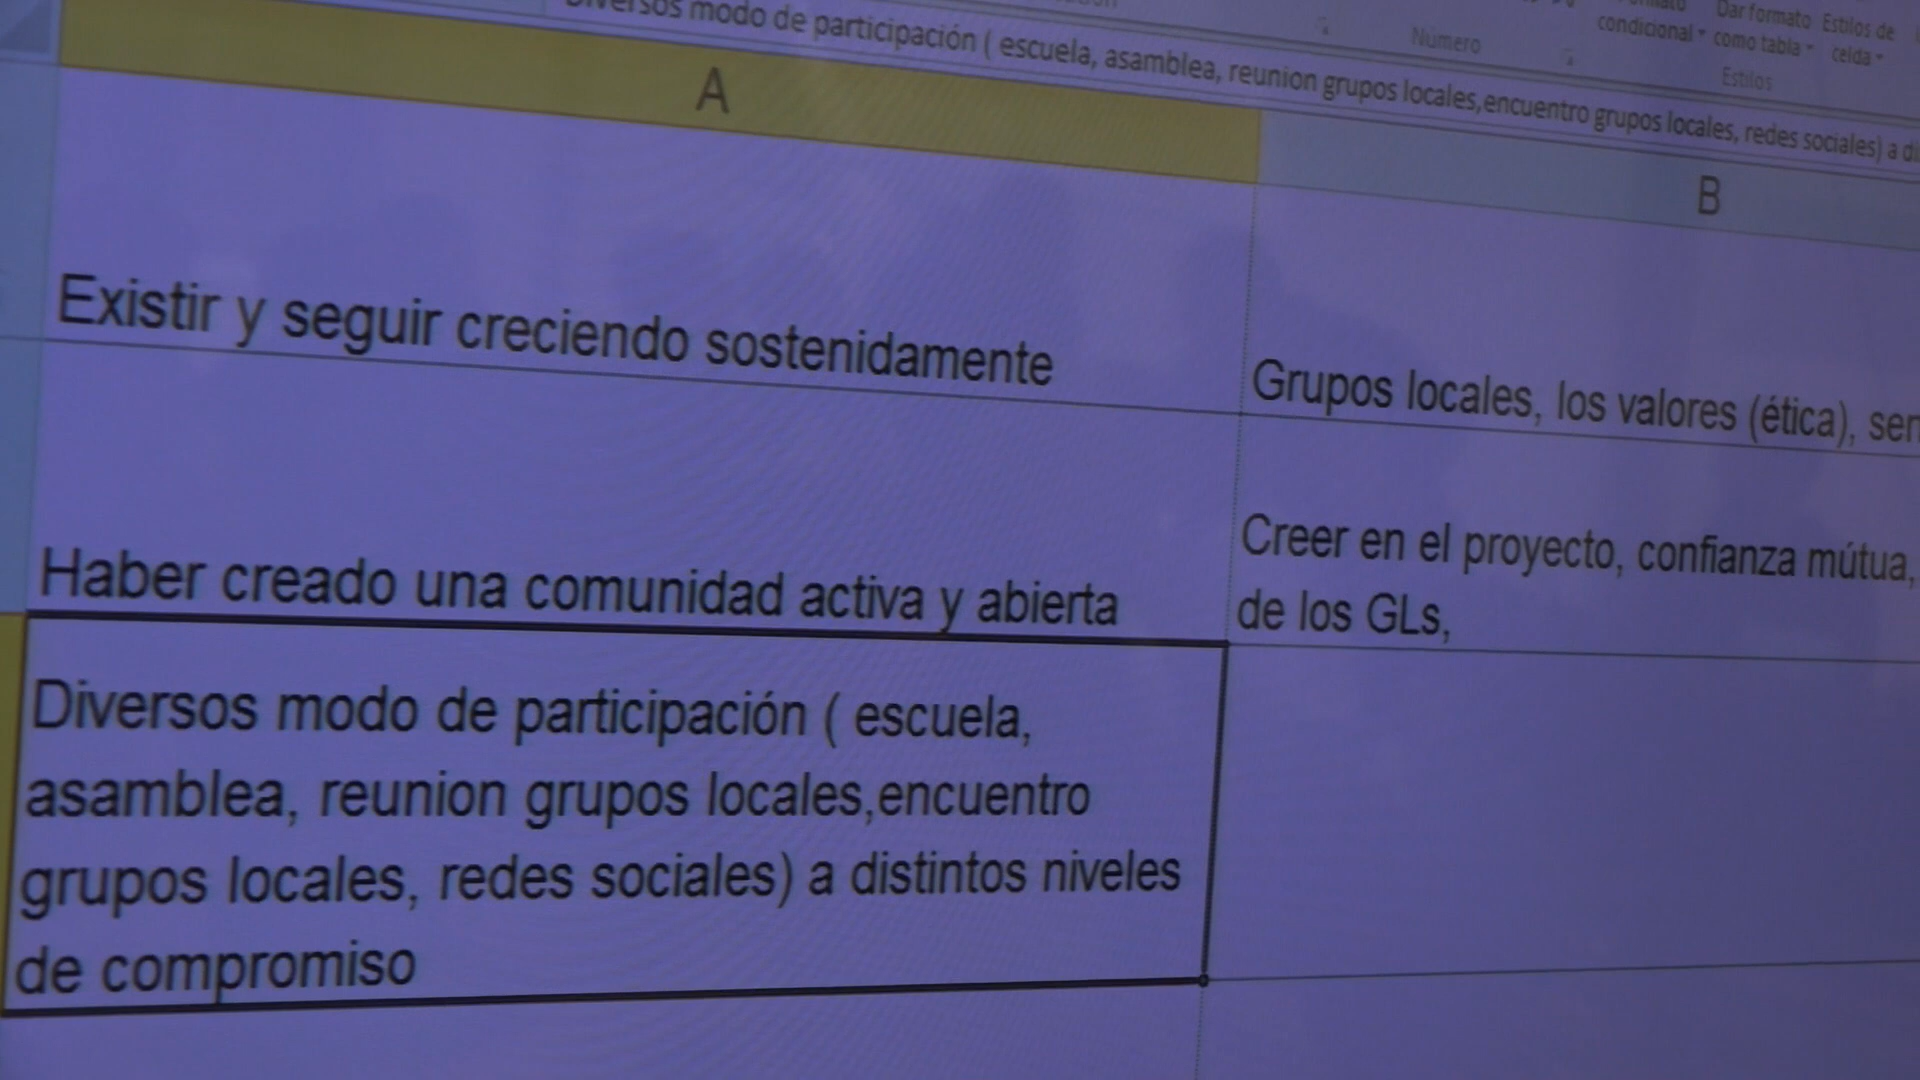 condicional
Dar formato
como tabla
Estilos de
celda
Número
Estilos
modo de participación ( escuela, asamblea, reunion grupos locales,encuentro grupos locales, redes sociales) a
A
B
Existir y seguir creciendo sostenidamente
Grupos locales, los valores (ética),
Haber creado una comunidad activa y abierta
Creer en el proyecto, confianza mútua,
de los GLs,
Diversos modo de participación ( escuela,
asamblea, reunion grupos locales,encuentro
grupos locales, redes sociales) a distintos niveles
de compromiso